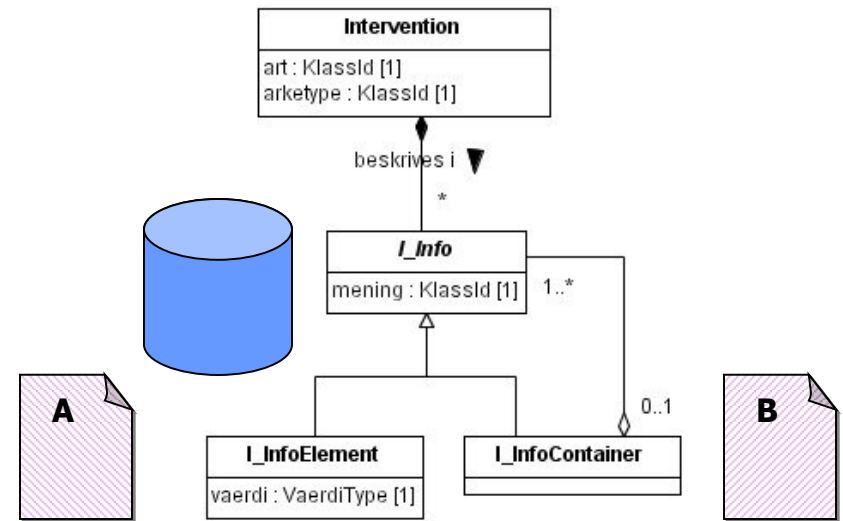 Intervention
art : KlassId [1]
arketype : KlassId [1]
beskrives i
*
I_Info
mening : KlassId [1]
1..*
A
B
0..1
I_InfoElement
I_InfoContainer
vaerdi : VaerdiType [1]